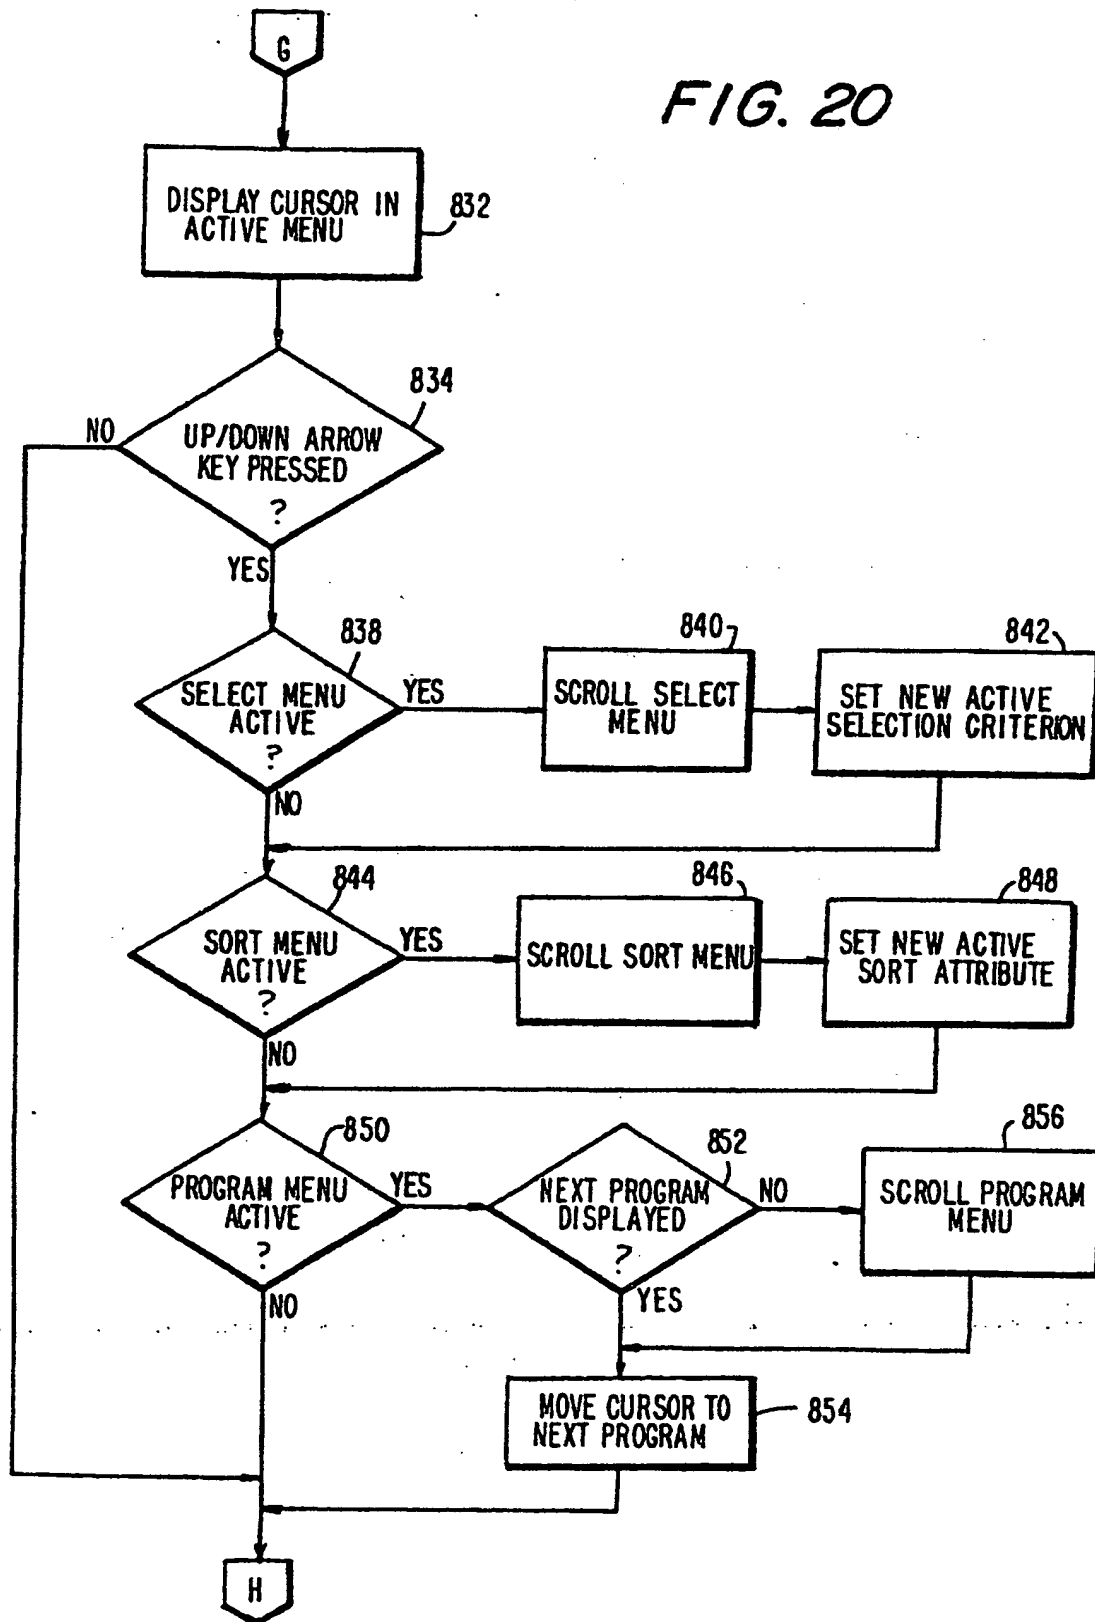 G
FIG. 20
DISPLAY CURSOR IN
ACTIVE MENU
832
834
NO
UP/DOWN ARROW
KEY PRESSED
?
YES
838
SELECT MENU
ACTIVE
?
YES
840
SCROLL SELECT
MENU
842
SET NEW ACTIVE
SELECTION CRITERION
NO
844
SORT MENU
ACTIVE
?
YES
846
SCROLL SORT MENU
848
SET NEW ACTIVE
SORT ATTRIBUTE
NO
850
PROGRAM MENU
ACTIVE
?
YES
852
NEXT PROGRAM
DISPLAYED
?
NO
856
SCROLL PROGRAM
MENU
NO
YES
MOVE CURSOR TO
NEXT PROGRAM
854
H